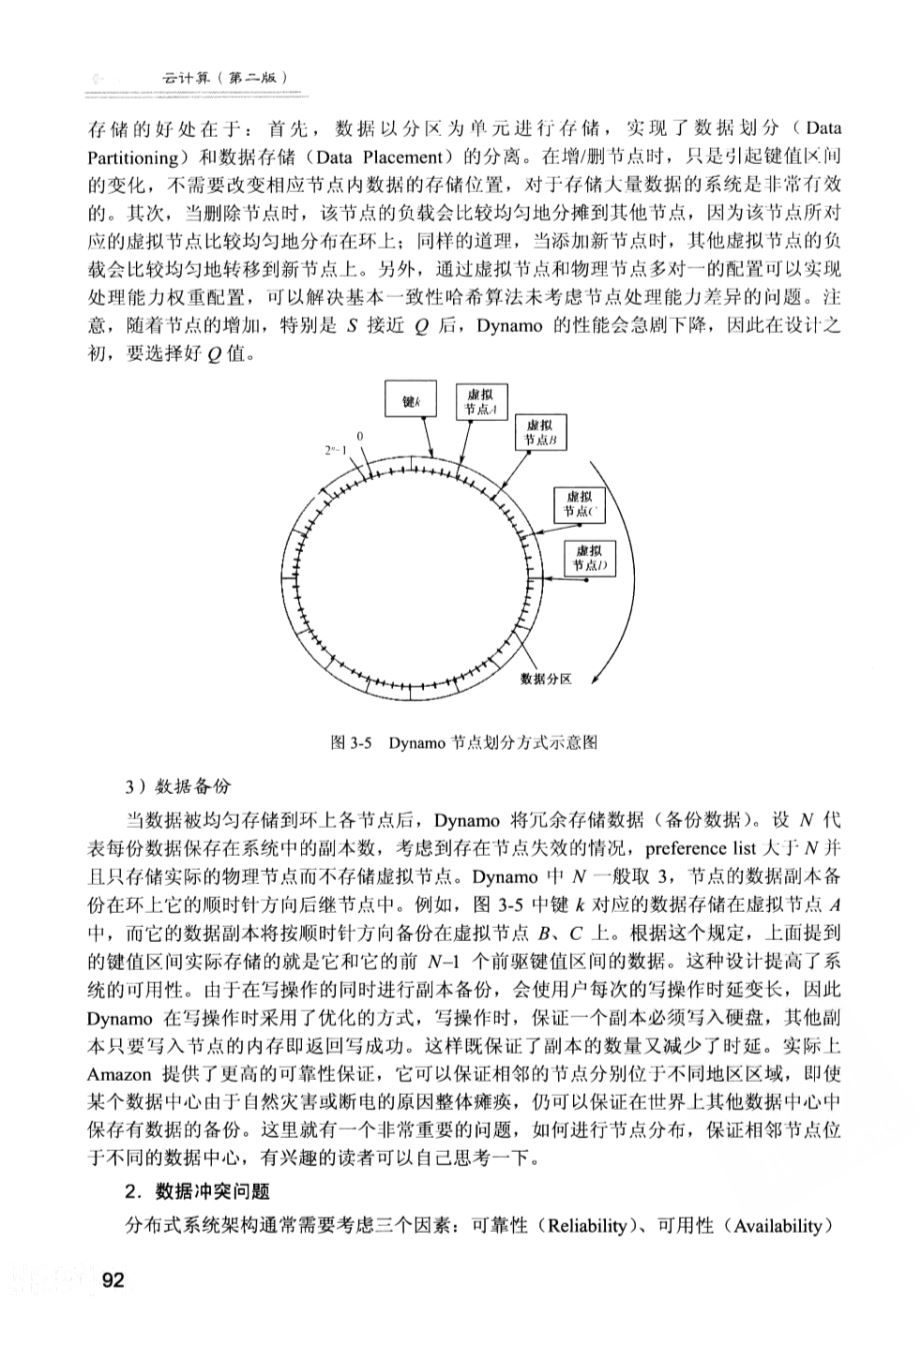 云计算（第二版）
存储的好处在于：首先，数据以分区为单元进行存储，实现了数据划分（Data
Partitioning）和数据存储（Data Placement）的分离。在增/删节点时，只是引起键值区间
的变化，不需要改变相应节点内数据的存储位置，对于存储大量数据的系统是非常有效
的。其次，当删除节点时，该节点的负载会比较均匀地分摊到其他节点，因为该节点所对
应的虚拟节点比较均匀地分布在环上；同样的道理，当添加新节点时，其他虚拟节点的负
载会比较均匀地转移到新节点上。另外，通过虚拟节点和物理节点多对一的配置可以实现
处理能力权重配置，可以解决基本一致性哈希算法未考虑节点处理能力差异的问题。注
意，随着节点的增加，特别是 S 接近 Q 后，Dynamo 的性能会急剧下降，因此在设计之
初，要选择好 Q 值。
键k
虚拟
节点A
虚拟
节点B
0
2ⁿ-1
虚拟
节点C
虚拟
节点D
数据分区
图 3-5 Dynamo 节点划分方式示意图
3）数据备份
当数据被均匀存储到环上各节点后，Dynamo 将冗余存储数据（备份数据）。设 N 代
表每份数据保存在系统中的副本数，考虑到存在节点失效的情况，preference list 大于 N 并
且只存储实际的物理节点而不存储虚拟节点。Dynamo 中 N 一般取 3，节点的数据副本备
份在环上它的顺时针方向后继节点中。例如，图 3-5 中键 k 对应的数据存储在虚拟节点 A
中，而它的数据副本将按顺时针方向备份在虚拟节点 B、C 上。根据这个规定，上面提到
的键值区间实际存储的就是它和它的前 N–1 个前驱键值区间的数据。这种设计提高了系
统的可用性。由于在写操作的同时进行副本备份，会使用户每次的写操作时延变长，因此
Dynamo 在写操作时采用了优化的方式，写操作时，保证一个副本必须写入硬盘，其他副
本只要写入节点的内存即返回写成功。这样既保证了副本的数量又减少了时延。实际上
Amazon 提供了更高的可靠性保证，它可以保证相邻的节点分别位于不同地区区域，即使
某个数据中心由于自然灾害或断电的原因整体瘫痪，仍可以保证在世界上其他数据中心中
保存有数据的备份。这里就有一个非常重要的问题，如何进行节点分布，保证相邻节点位
于不同的数据中心，有兴趣的读者可以自己思考一下。
2．数据冲突问题
分布式系统架构通常需要考虑三个因素：可靠性（Reliability）、可用性（Availability）
92